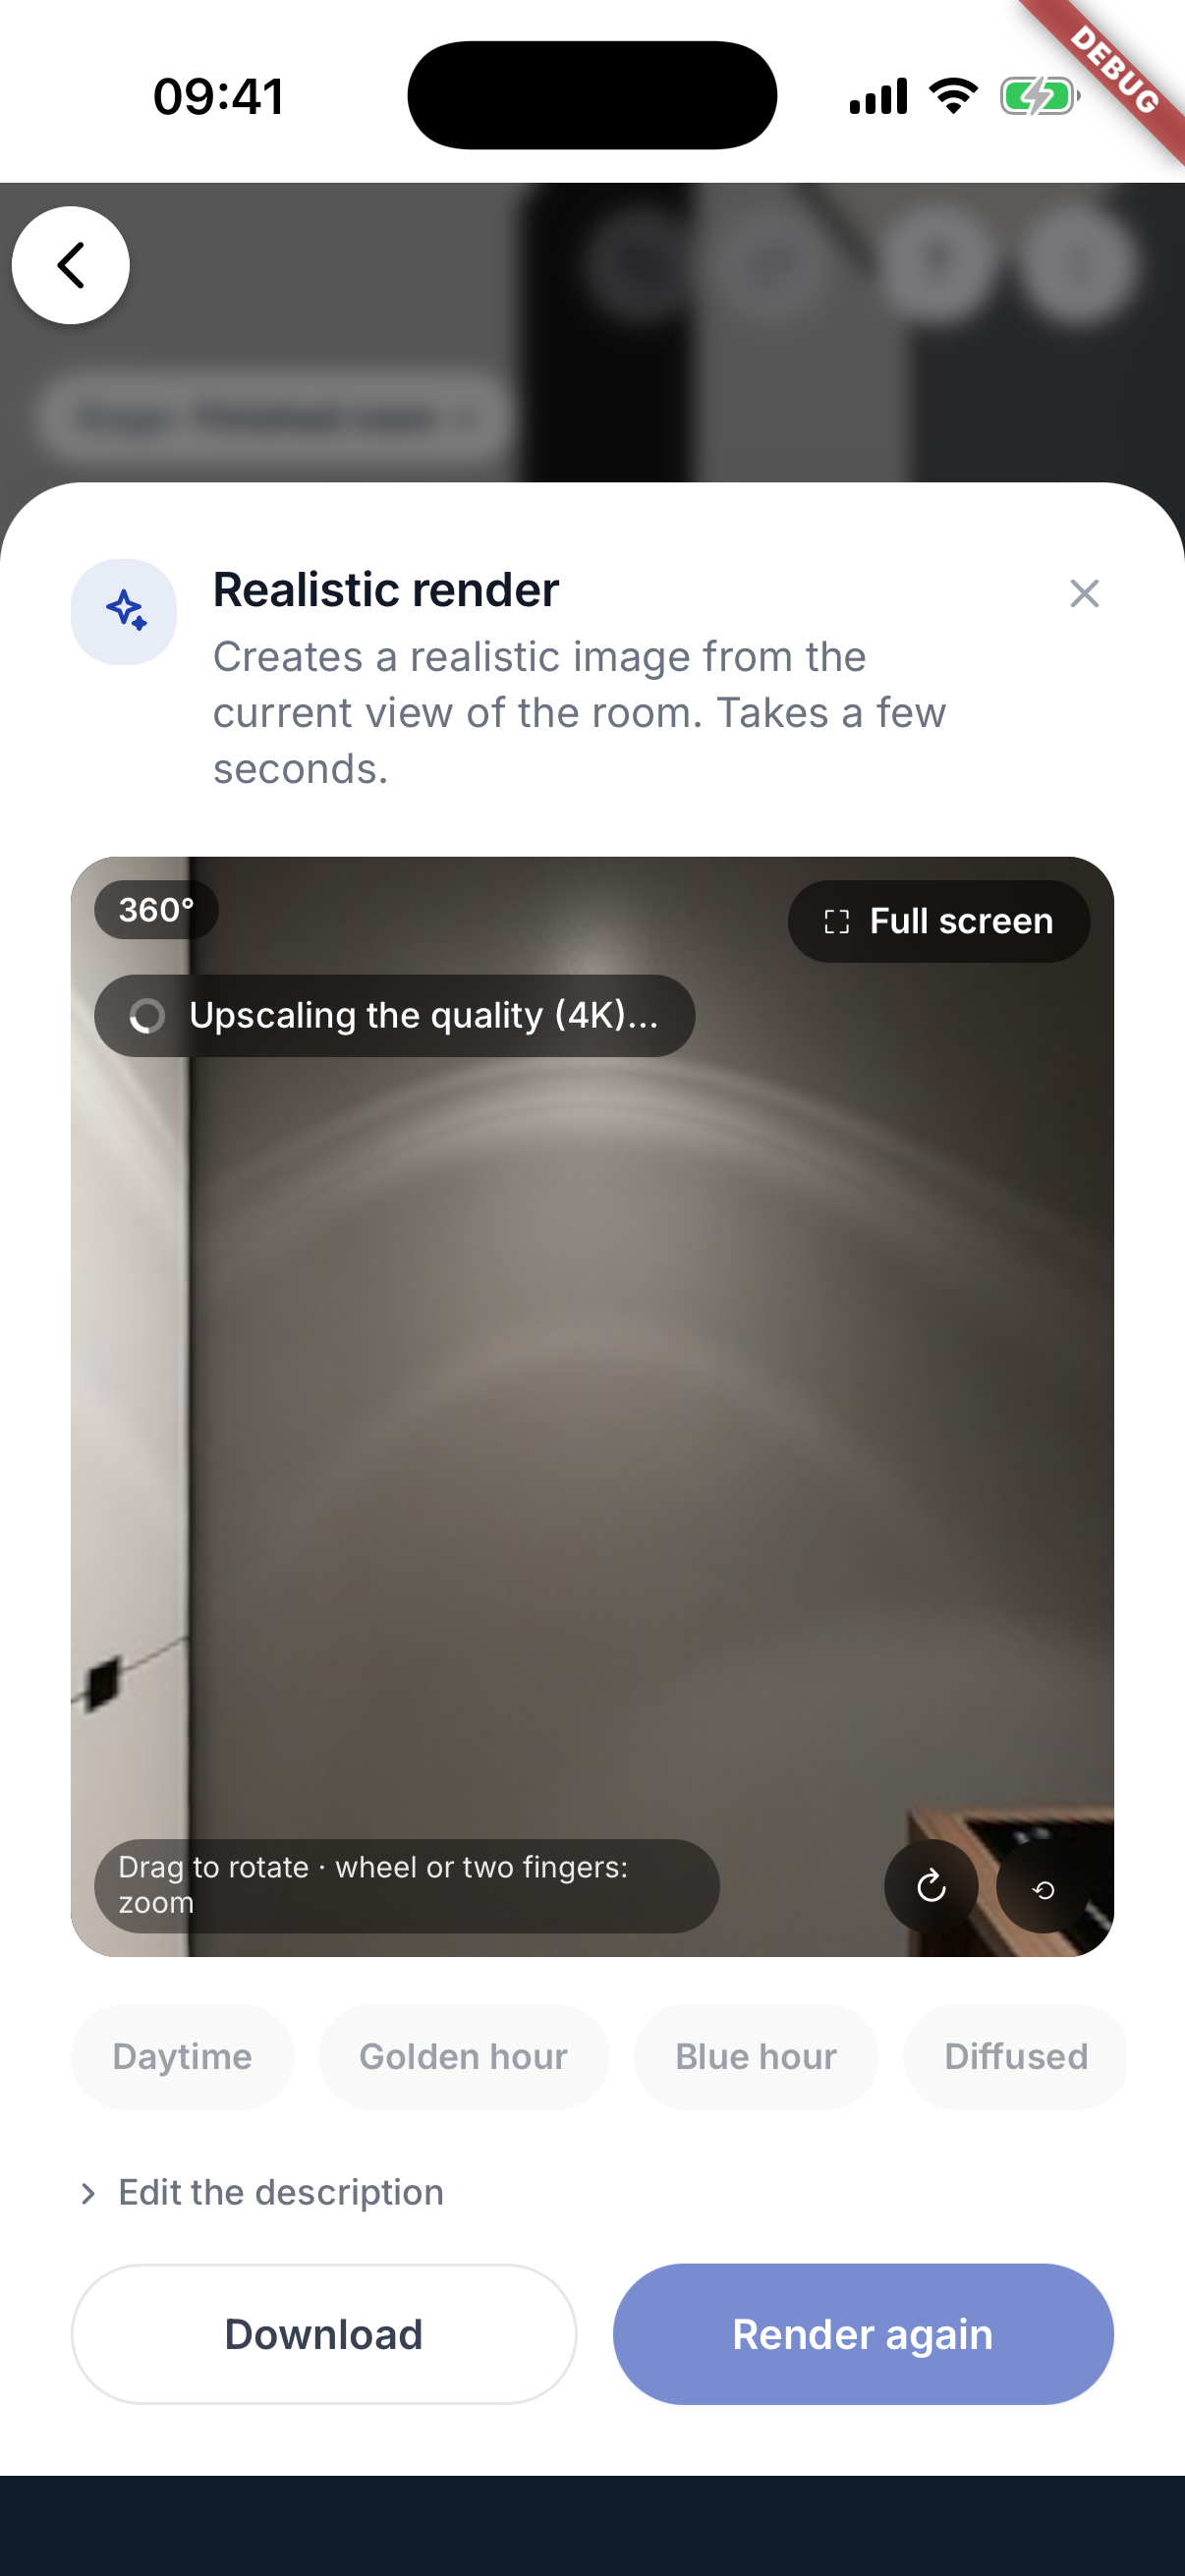 09:41
DEBUG
Realistic render
Creates a realistic image from the
current view of the room. Takes a few
seconds.
360°
Full screen
Upscaling the quality (4K)...
Drag to rotate · wheel or two fingers:
zoom
Daytime
Golden hour
Blue hour
Diffused
Edit the description
Download
Render again